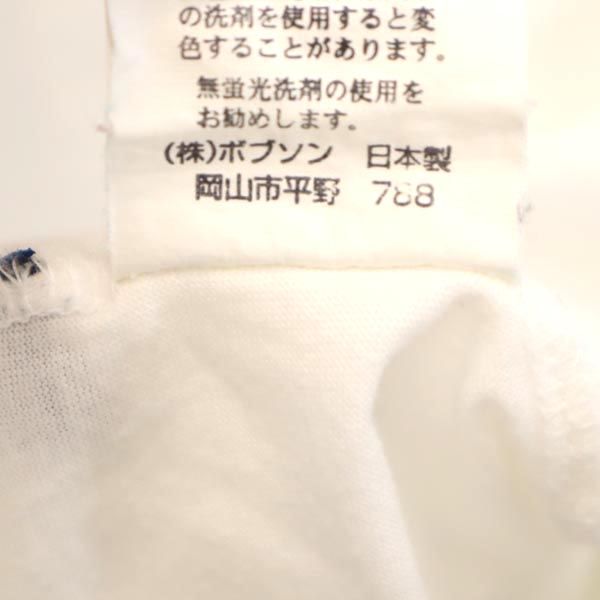 の洗剤を使用すると変
色することがあります。
無蛍光洗剤の使用を
お勧めします。
(株)ボブソン 日本製
岡山市平野 788